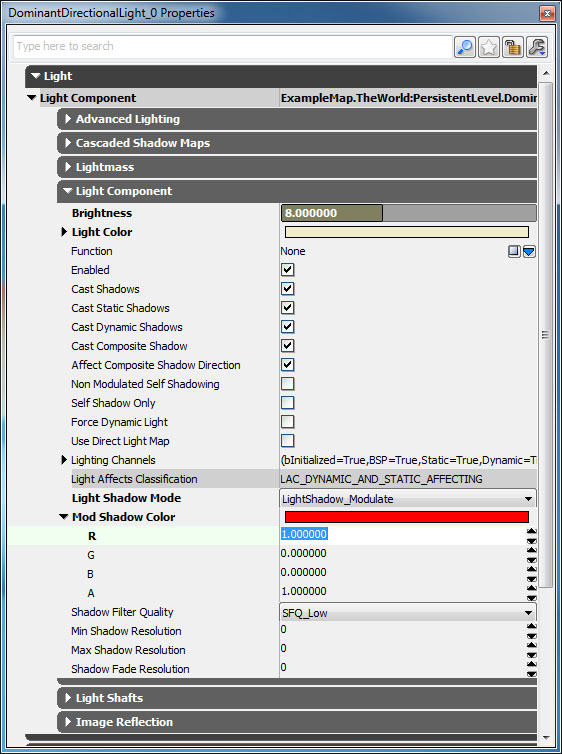 DominantDirectionalLight_0 Properties
Type here to search
Light
Light Component ExampleMap.TheWorld:PersistentLevel.Domin
Advanced Lighting
Cascaded Shadow Maps
Lightmass
Light Component
Brightness 8.000000
Light Color
Function None
Enabled
Cast Shadows
Cast Static Shadows
Cast Dynamic Shadows
Cast Composite Shadow
Affect Composite Shadow Direction
Non Modulated Self Shadowing
Self Shadow Only
Force Dynamic Light
Use Direct Light Map
Lighting Channels (bInitialized=True,BSP=True,Static=True,Dynamic=T
Light Affects Classification LAC_DYNAMIC_AND_STATIC_AFFECTING
Light Shadow Mode LightShadow_Modulate
Mod Shadow Color
R 1.000000
G 0.000000
B 0.000000
A 1.000000
Shadow Filter Quality SFQ_Low
Min Shadow Resolution 0
Max Shadow Resolution 0
Shadow Fade Resolution 0
Light Shafts
Image Reflection